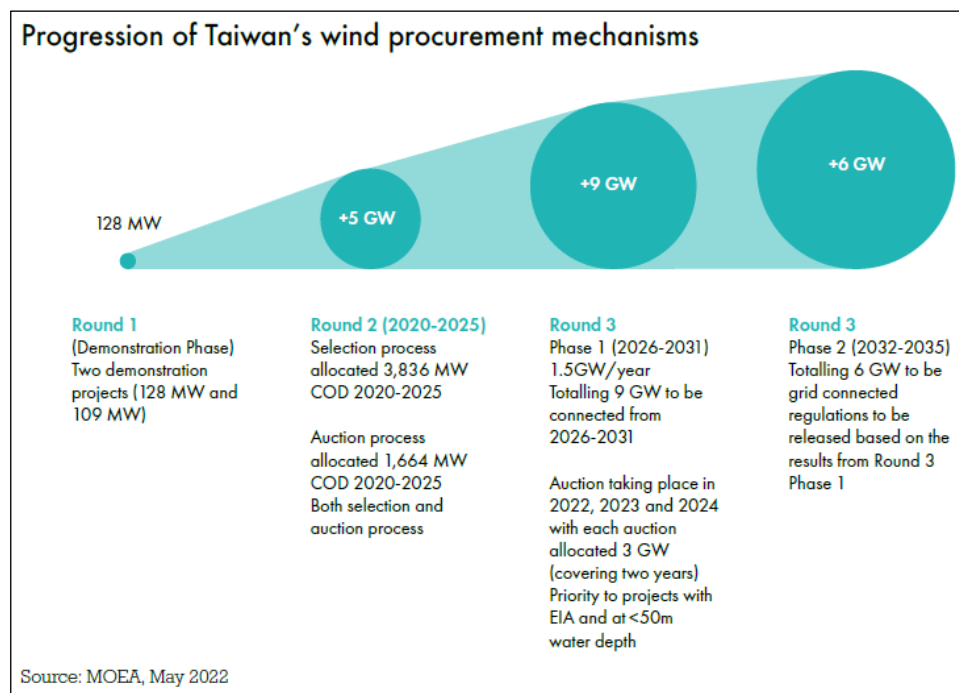 Progression of Taiwan's wind procurement mechanisms
128 MW
+5 GW
+9 GW
+6 GW
Round 1
(Demonstration Phase)
Two demonstration
projects (128 MW and
109 MW)
Round 2 (2020-2025)
Selection process
allocated 3,836 MW
COD 2020-2025
Auction process
allocated 1,664 MW
COD 2020-2025
Both selection and
auction process
Round 3
Phase 1 (2026-2031)
1.5GW/year
Totalling 9 GW to be
connected from
2026-2031
Auction taking place in
2022, 2023 and 2024
with each auction
allocated 3 GW
(covering two years)
Priority to projects with
EIA and at <50m
water depth
Round 3
Phase 2 (2032-2035)
Totalling 6 GW to be
grid connected
regulations to be
released based on the
results from Round 3
Phase 1
Source: MOEA, May 2022